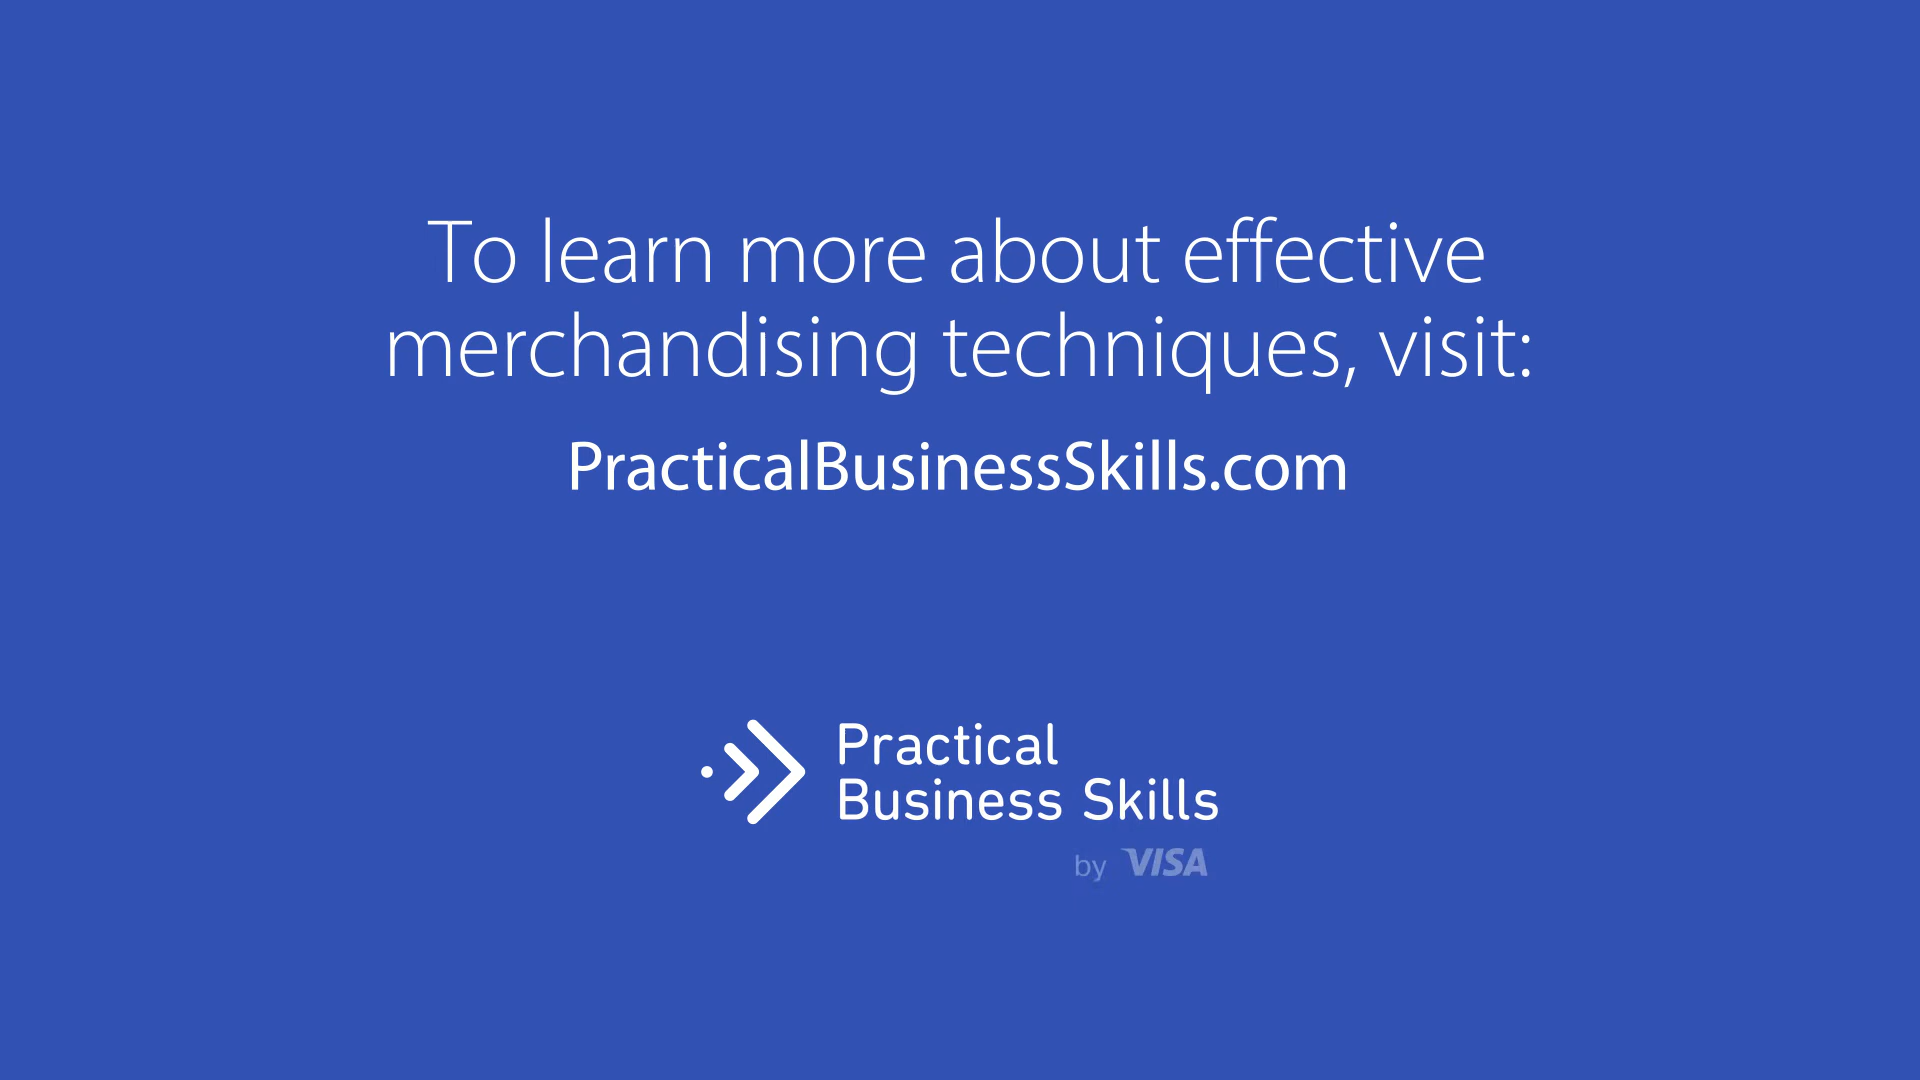 To learn more about effective
merchandising techniques, visit:
PracticalBusinessSkills.com
Practical
Business Skills
by VISA